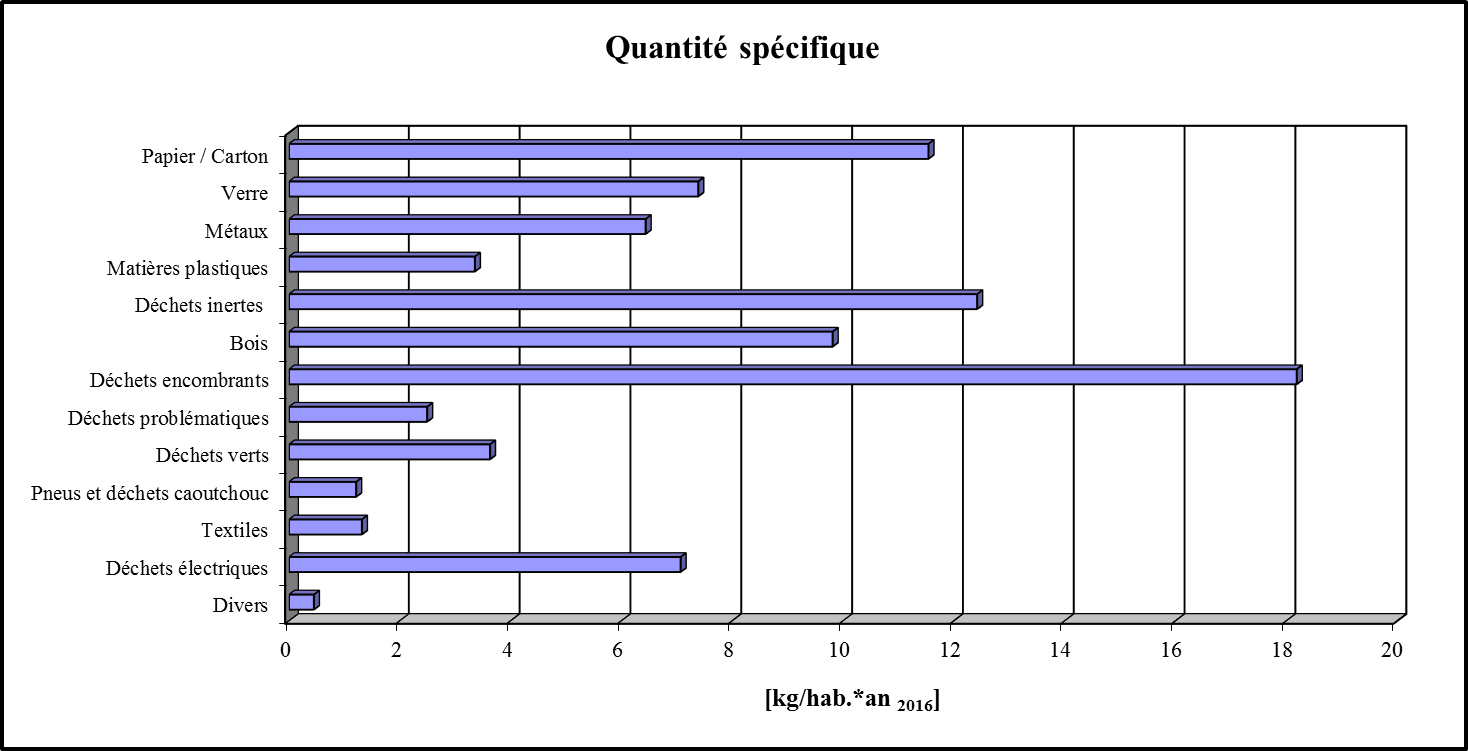 Quantité spécifique
Papier / Carton
Verre
Métaux
Matières plastiques
Déchets inertes
Bois
Déchets encombrants
Déchets problématiques
Déchets verts
Pneus et déchets caoutchouc
Textiles
Déchets électriques
Divers
0 2 4 6 8 10 12 14 16 18 20
[kg/hab.*an 2016]